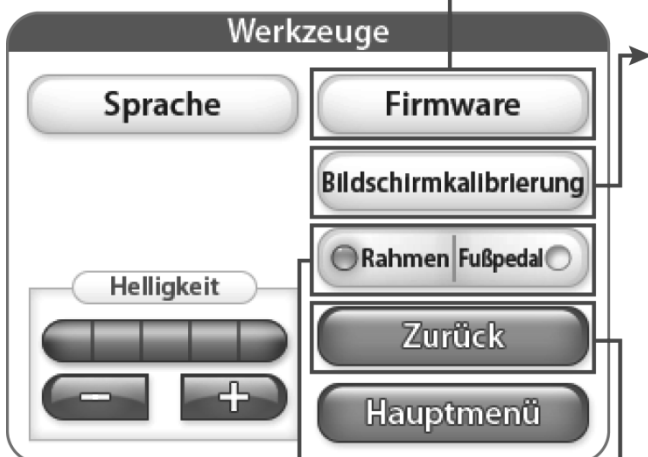 Werkzeuge
Sprache
Firmware
Bildschirmkalibrierung
Rahmen Fußpedal
Helligkeit
Zurück
− +
Hauptmenü